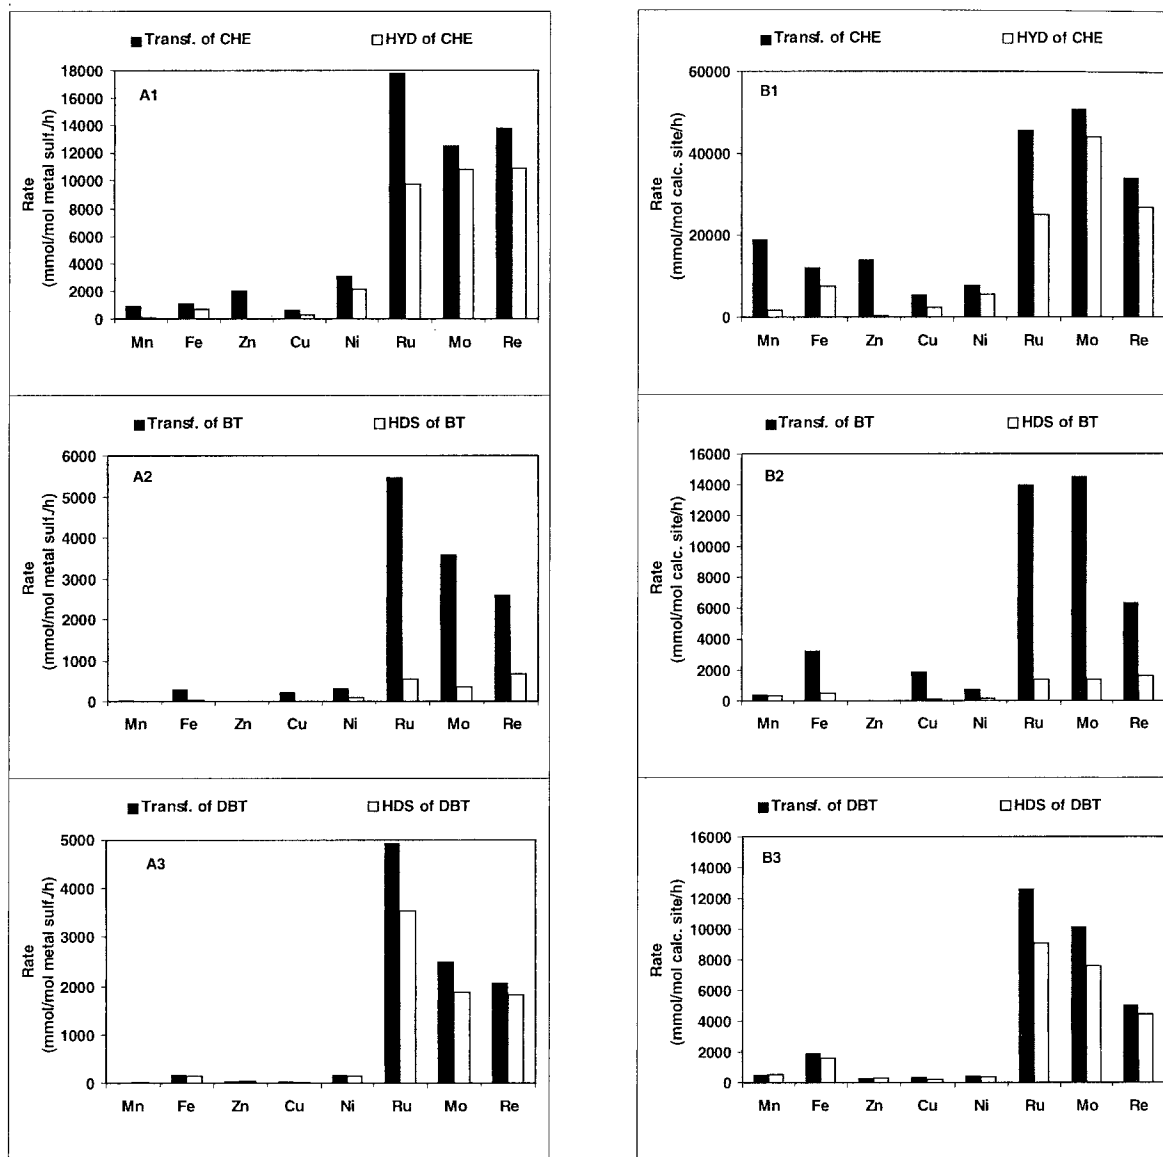 Transf. of CHE HYD of CHE
18000
16000
14000
12000
10000
8000
6000
4000
2000
0
A1
Rate
(mmol/mol metal sulf./h)
Mn Fe Zn Cu Ni Ru Mo Re
Transf. of BT HDS of BT
6000
5000
4000
3000
2000
1000
0
A2
Rate
(mmol/mol metal sulf./h)
Mn Fe Zn Cu Ni Ru Mo Re
Transf. of DBT HDS of DBT
5000
4000
3000
2000
1000
0
A3
Rate
(mmol/mol metal sulf./h)
Mn Fe Zn Cu Ni Ru Mo Re
Transf. of CHE HYD of CHE
60000
40000
20000
0
B1
Rate
(mmol/mol calc. site/h)
Mn Fe Zn Cu Ni Ru Mo Re
Transf. of BT HDS of BT
16000
14000
12000
10000
8000
6000
4000
2000
0
B2
Rate
(mmol/mol calc. site/h)
Mn Fe Zn Cu Ni Ru Mo Re
Transf. of DBT HDS of DBT
16000
14000
12000
10000
8000
6000
4000
2000
0
B3
Rate
(mmol/mol calc. site/h)
Mn Fe Zn Cu Ni Ru Mo Re